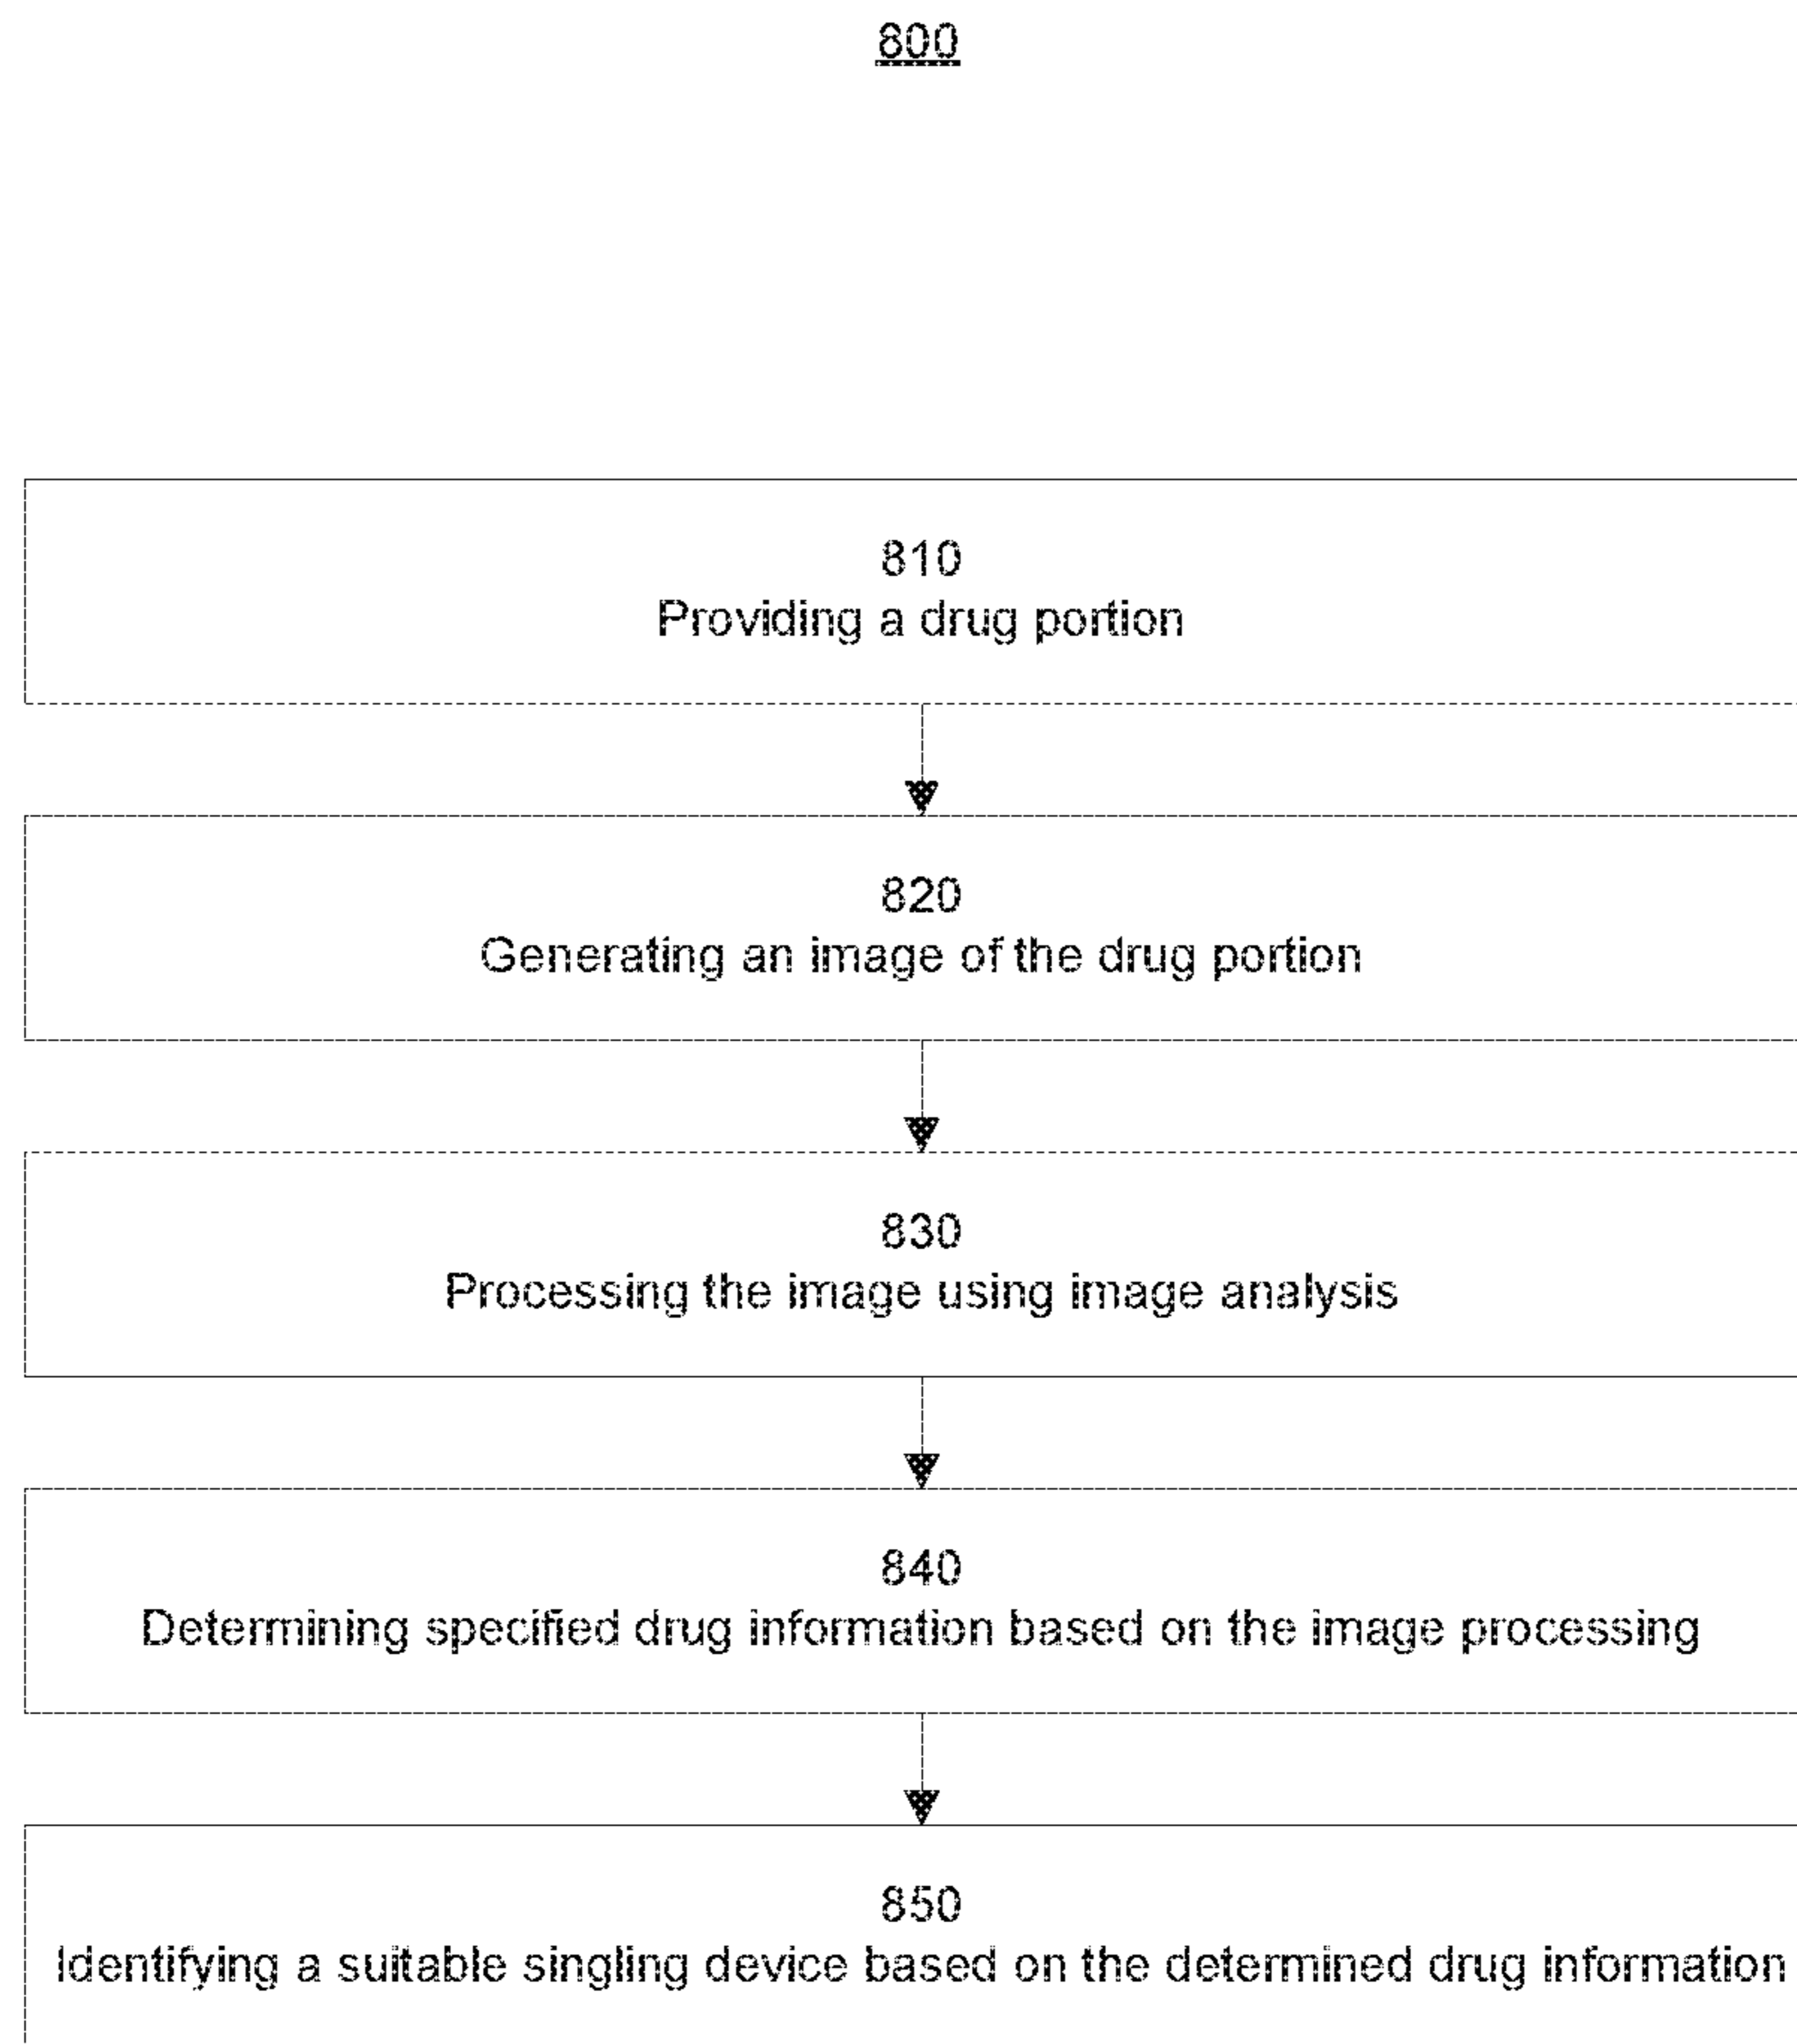 800
810
Providing a drug portion
820
Generating an image of the drug portion
830
Processing the image using image analysis
840
Determining specified drug information based on the image processing
850
Identifying a suitable singling device based on the determined drug information